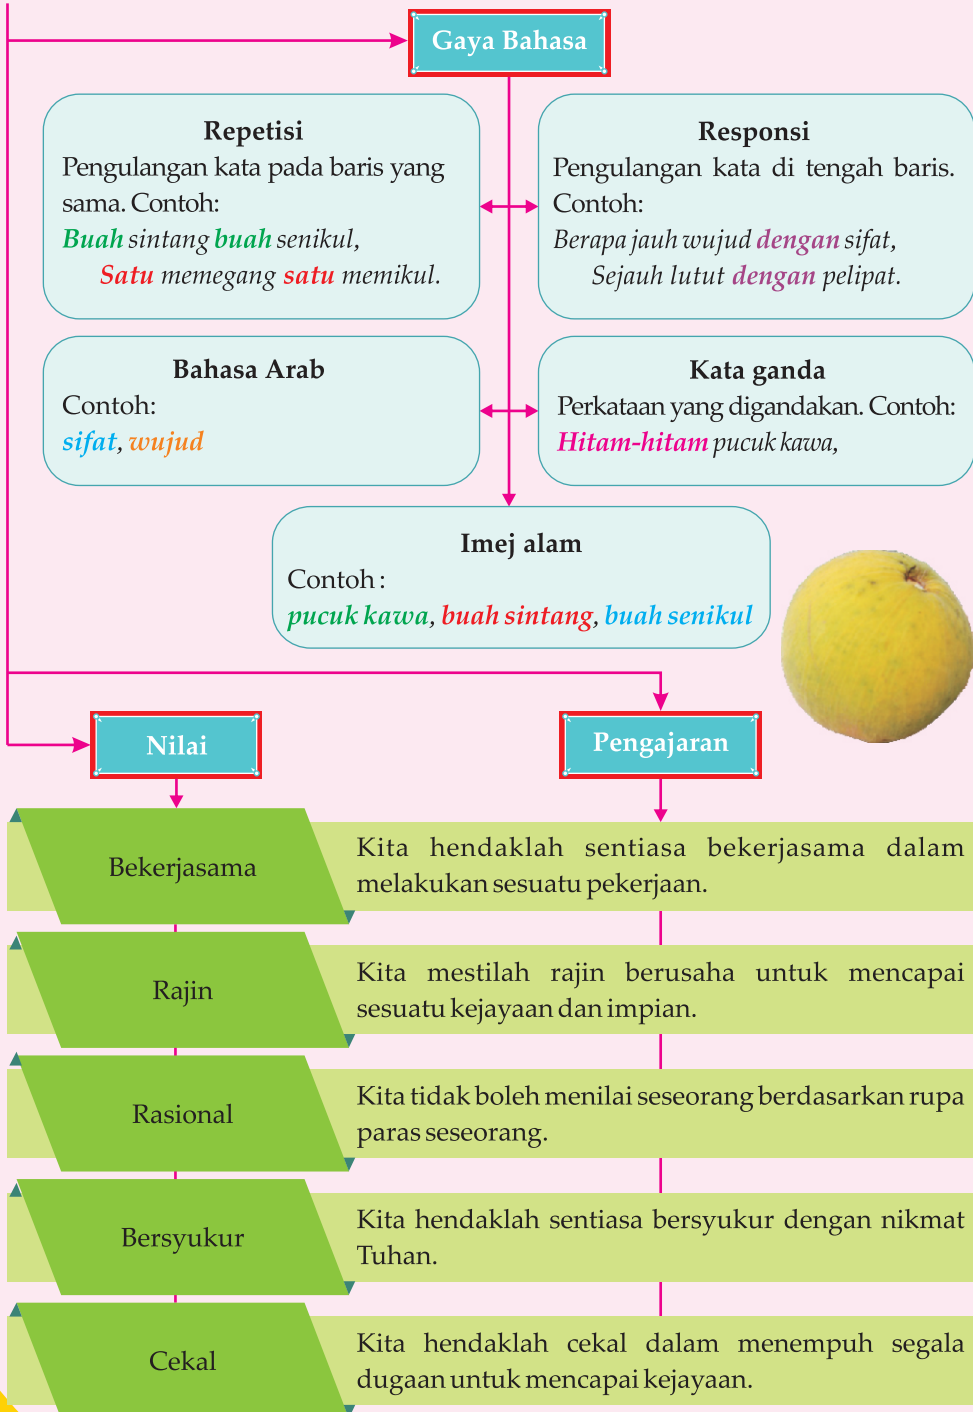 Gaya Bahasa
Repetisi
Pengulangan kata pada baris yang
sama. Contoh:
Buah sintang buah senikul,
Satu memegang satu memikul.
Responsi
Pengulangan kata di tengah baris.
Contoh:
Berapa jauh wujud dengan sifat,
Sejauh lutut dengan pelipat.
Bahasa Arab
Contoh:
sifat, wujud
Kata ganda
Perkataan yang digandakan. Contoh:
Hitam-hitam pucuk kawa,
Imej alam
Contoh :
pucuk kawa, buah sintang, buah senikul
Nilai
Pengajaran
Bekerjasama
Kita hendaklah sentiasa bekerjasama dalam
melakukan sesuatu pekerjaan.
Rajin
Kita mestilah rajin berusaha untuk mencapai
sesuatu kejayaan dan impian.
Rasional
Kita tidak boleh menilai seseorang berdasarkan rupa
paras seseorang.
Bersyukur
Kita hendaklah sentiasa bersyukur dengan nikmat
Tuhan.
Cekal
Kita hendaklah cekal dalam menempuh segala
dugaan untuk mencapai kejayaan.